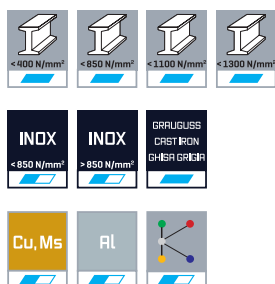 <400 N/mm² <850 N/mm² <1100 N/mm² <1300 N/mm²
INOX INOX GRAUGUSS
CAST IRON
GHISA GRIGIA
<850 N/mm² >850 N/mm²
Cu, Ms Al